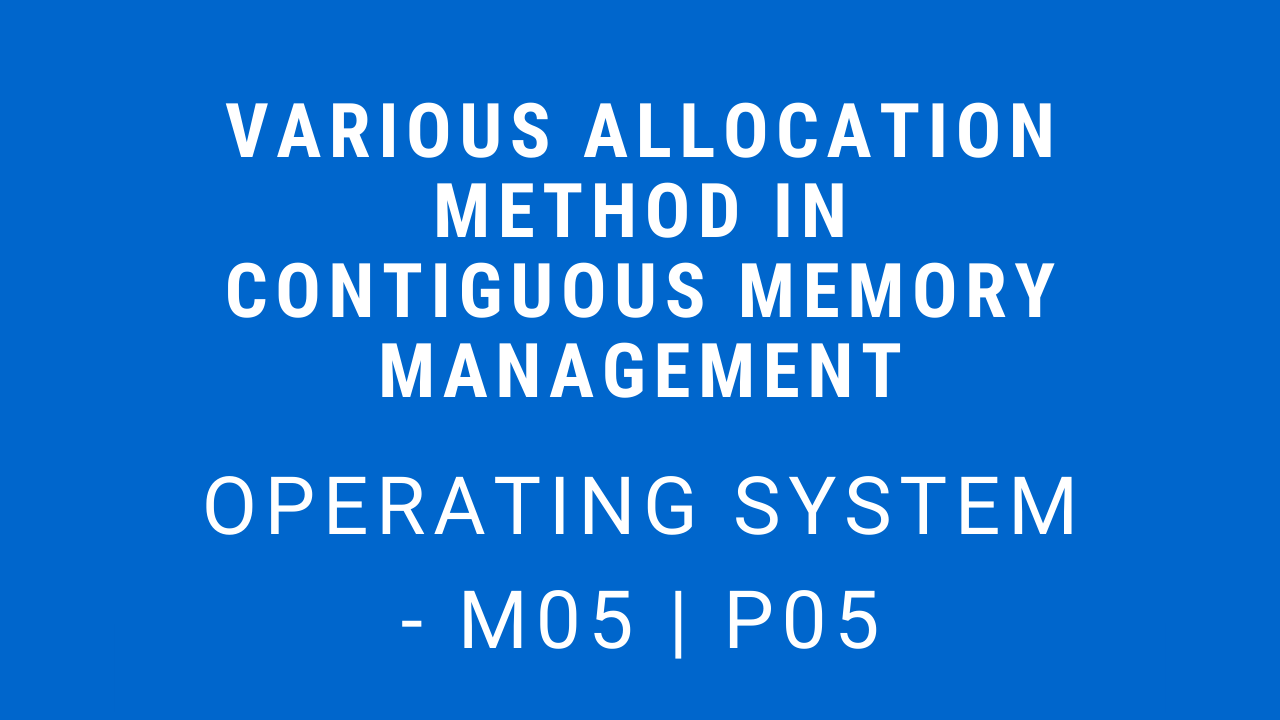 VARIOUS ALLOCATION
METHOD IN
CONTIGUOUS MEMORY
MANAGEMENT
OPERATING SYSTEM
- M05 | P05